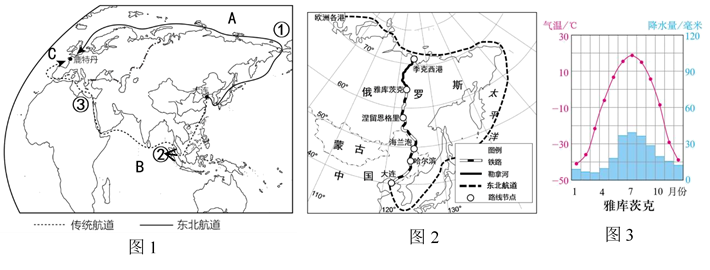 A
①
C
鹿特丹
大连
③
②
B
传统航道
东北航道
图1
欧洲各港
70°
季克西港
60°
俄
罗
斯
雅库茨克
太
平
洋
50°
涅留恩格里
蒙古
海兰泡
40°
哈尔滨
中国
大连
110°
120°
130°
图例
铁路
勒拿河
东北航道
路线节点
图2
气温/℃
降水量/毫米
30
10
-10
-30
-50
120
90
60
30
0
1
4
7
10
月份
雅库茨克
图3